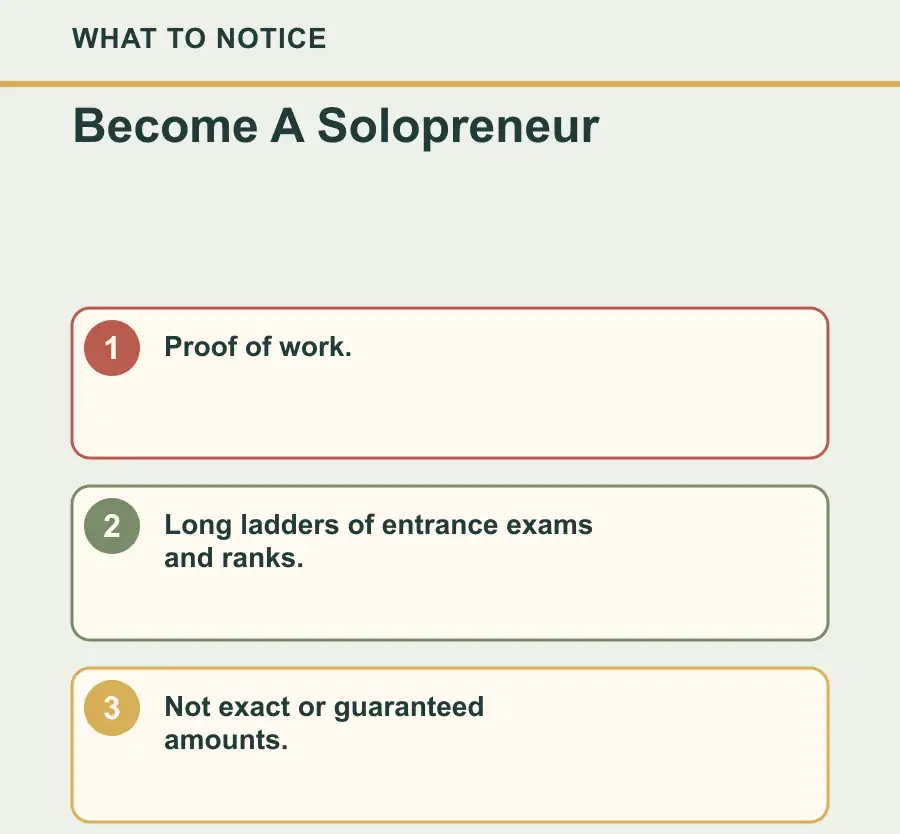 WHAT TO NOTICE
Become A Solopreneur
1
Proof of work.
2
Long ladders of entrance exams
and ranks.
3
Not exact or guaranteed
amounts.